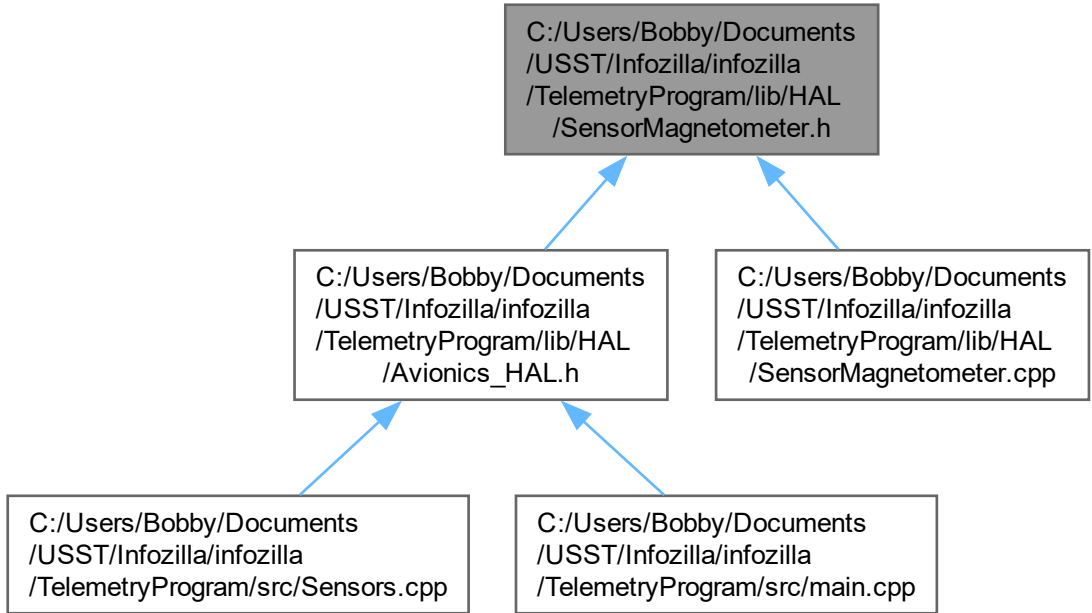 C:/Users/Bobby/Documents
/USST/Infozilla/infozilla
/TelemetryProgram/lib/HAL
/SensorMagnetometer.h
C:/Users/Bobby/Documents
/USST/Infozilla/infozilla
/TelemetryProgram/lib/HAL
/Avionics_HAL.h
C:/Users/Bobby/Documents
/USST/Infozilla/infozilla
/TelemetryProgram/lib/HAL
/SensorMagnetometer.cpp
C:/Users/Bobby/Documents
/USST/Infozilla/infozilla
/TelemetryProgram/src/Sensors.cpp
C:/Users/Bobby/Documents
/USST/Infozilla/infozilla
/TelemetryProgram/src/main.cpp